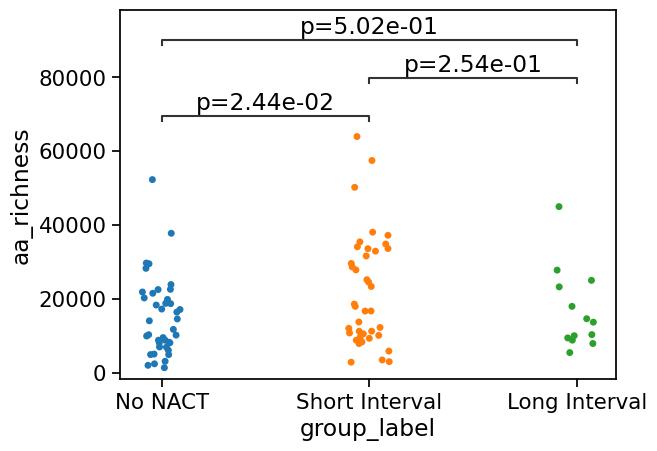 p=5.02e-01
p=2.54e-01
p=2.44e-02
80000
60000
40000
20000
0
aa_richness
No NACT
Short Interval
Long Interval
group_label